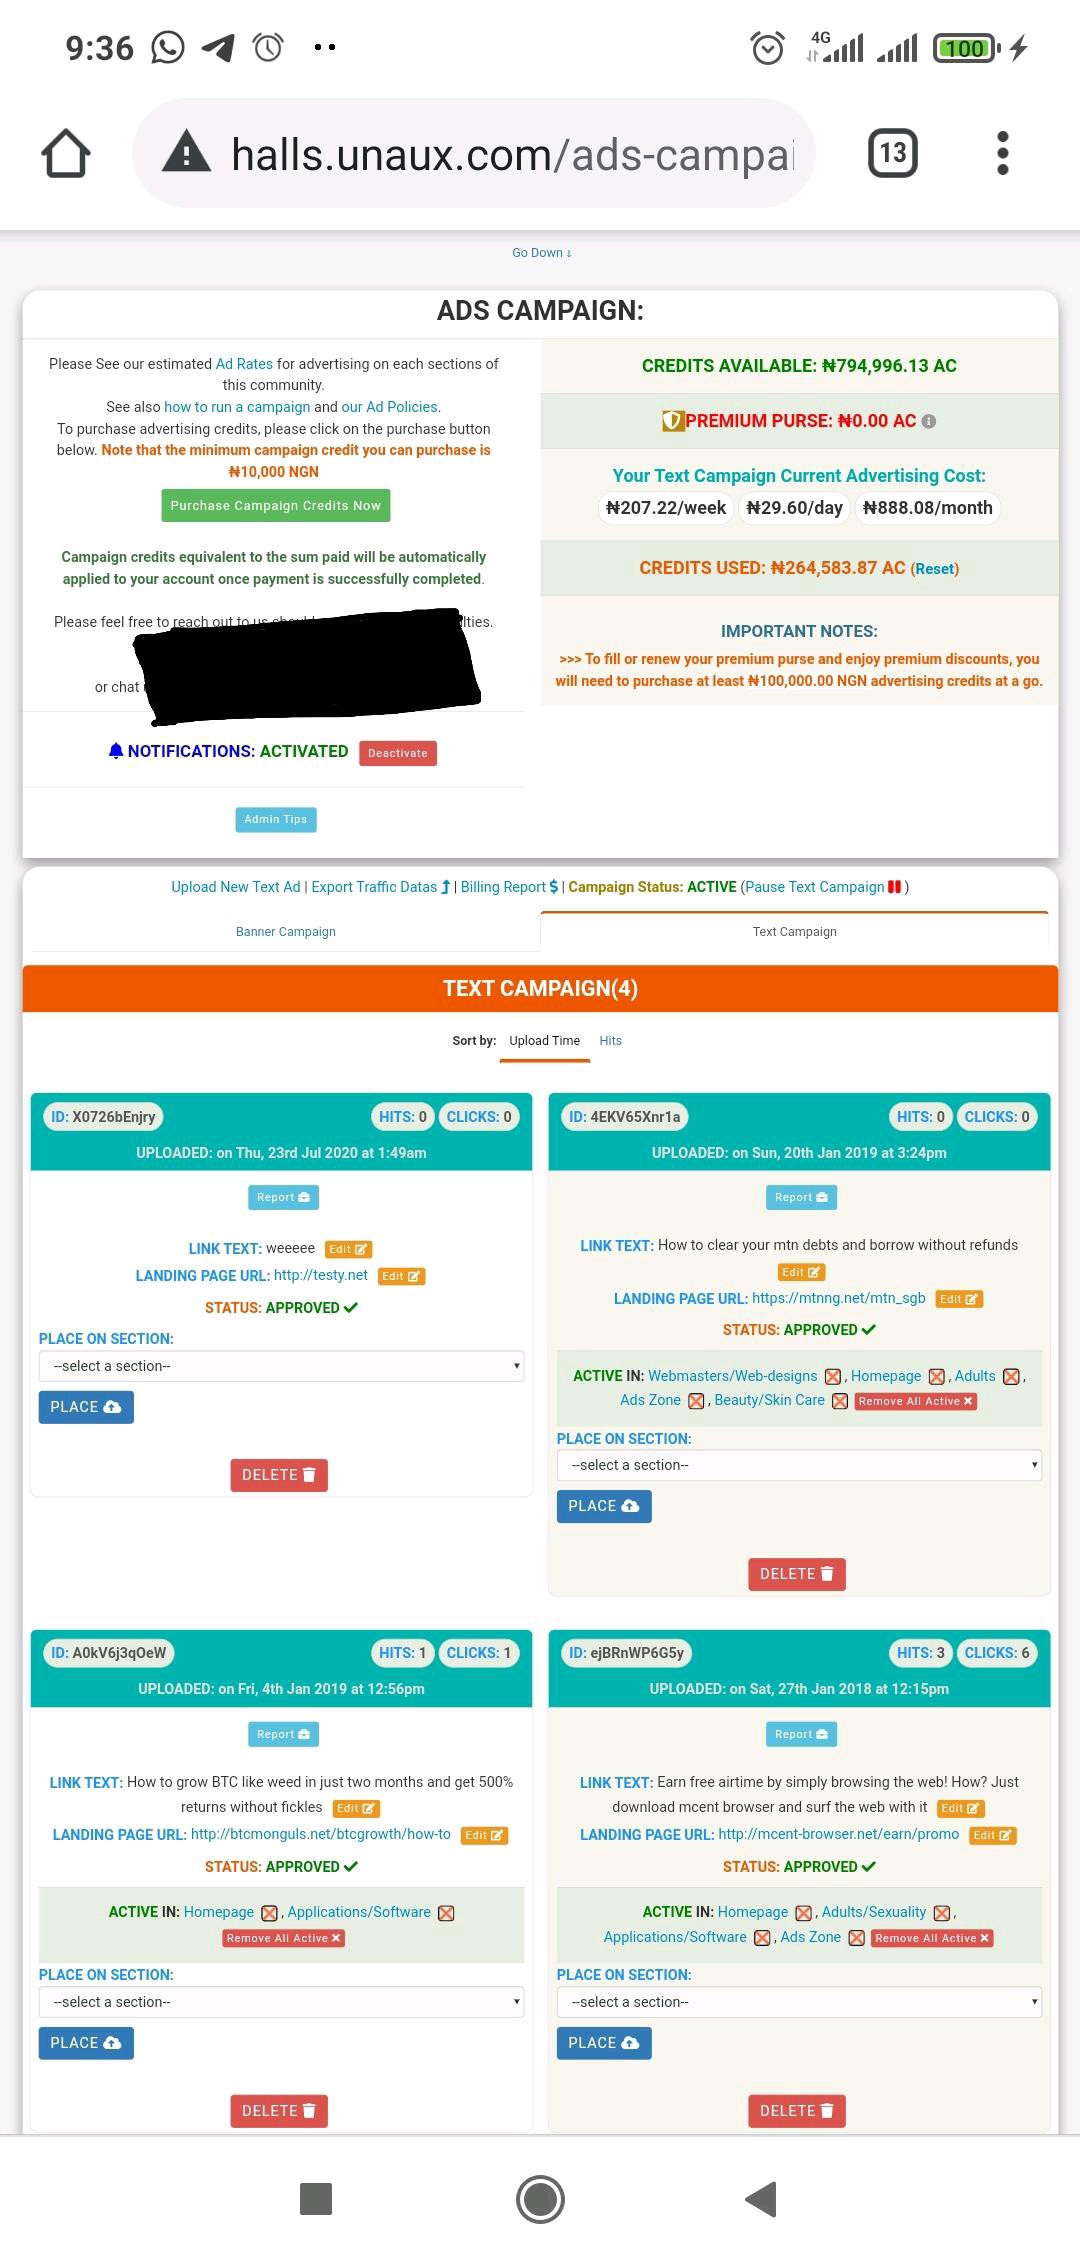 9:36
4G
100
halls.unaux.com/ads-campai
13
Go Down ↓
ADS CAMPAIGN:
Please See our estimated Ad Rates for advertising on each sections of
this community.
See also how to run a campaign and our Ad Policies.
To purchase advertising credits, please click on the purchase button
below. Note that the minimum campaign credit you can purchase is
₦10,000 NGN
Purchase Campaign Credits Now
Campaign credits equivalent to the sum paid will be automatically
applied to your account once payment is successfully completed.
Please feel free to reach out to us
or chat
NOTIFICATIONS: ACTIVATED Deactivate
Admin Tips
CREDITS AVAILABLE: ₦794,996.13 AC
PREMIUM PURSE: ₦0.00 AC
Your Text Campaign Current Advertising Cost:
₦207.22/week ₦29.60/day ₦888.08/month
CREDITS USED: ₦264,583.87 AC (Reset)
IMPORTANT NOTES:
>>> To fill or renew your premium purse and enjoy premium discounts, you
will need to purchase at least ₦100,000.00 NGN advertising credits at a go.
Upload New Text Ad | Export Traffic Datas | Billing Report $ | Campaign Status: ACTIVE (Pause Text Campaign )
Banner Campaign
Text Campaign
TEXT CAMPAIGN(4)
Sort by: Upload Time Hits
ID: X0726bEnjry HITS: 0 CLICKS: 0
UPLOADED: on Thu, 23rd Jul 2020 at 1:49am
Report
LINK TEXT: weeeee Edit
LANDING PAGE URL: http://testy.net Edit
STATUS: APPROVED
PLACE ON SECTION:
--select a section--
PLACE
DELETE
ID: 4EKV65Xnr1a HITS: 0 CLICKS: 0
UPLOADED: on Sun, 20th Jan 2019 at 3:24pm
Report
LINK TEXT: How to clear your mtn debts and borrow without refunds
Edit
LANDING PAGE URL: https://mtnng.net/mtn_sgb Edit
STATUS: APPROVED
ACTIVE IN: Webmasters/Web-designs , Homepage , Adults ,
Ads Zone , Beauty/Skin Care Remove All Active
PLACE ON SECTION:
--select a section--
PLACE
DELETE
ID: A0kV6j3qOeW HITS: 1 CLICKS: 1
UPLOADED: on Fri, 4th Jan 2019 at 12:56pm
Report
LINK TEXT: How to grow BTC like weed in just two months and get 500%
returns without fickles Edit
LANDING PAGE URL: http://btcmonguls.net/btcgrowth/how-to Edit
STATUS: APPROVED
ACTIVE IN: Homepage , Applications/Software
Remove All Active
PLACE ON SECTION:
--select a section--
PLACE
DELETE
ID: ejBRnWP6G5y HITS: 3 CLICKS: 6
UPLOADED: on Sat, 27th Jan 2018 at 12:15pm
Report
LINK TEXT: Earn free airtime by simply browsing the web! How? Just
download mcent browser and surf the web with it Edit
LANDING PAGE URL: http://mcent-browser.net/earn/promo Edit
STATUS: APPROVED
ACTIVE IN: Homepage , Adults/Sexuality ,
Applications/Software , Ads Zone Remove All Active
PLACE ON SECTION:
--select a section--
PLACE
DELETE